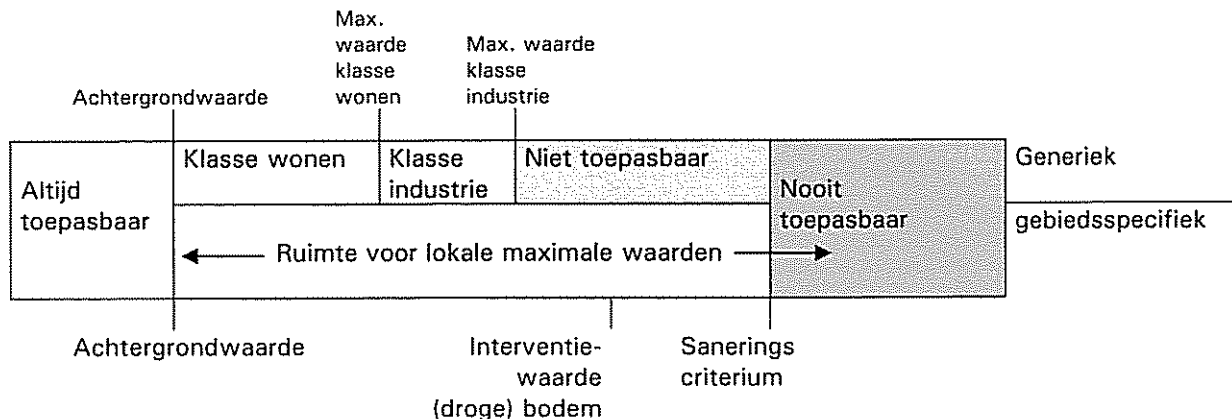 Max.
waarde
klasse
wonen
Max. waarde
klasse
industrie
Achtergrondwaarde
Altijd
toepasbaar
Klasse wonen
Klasse
industrie
Niet toepasbaar
Nooit
toepasbaar
Generiek
gebiedsspecifiek
Ruimte voor lokale maximale waarden
Achtergrondwaarde
Interventie-
waarde
(droge) bodem
Sanerings
criterium